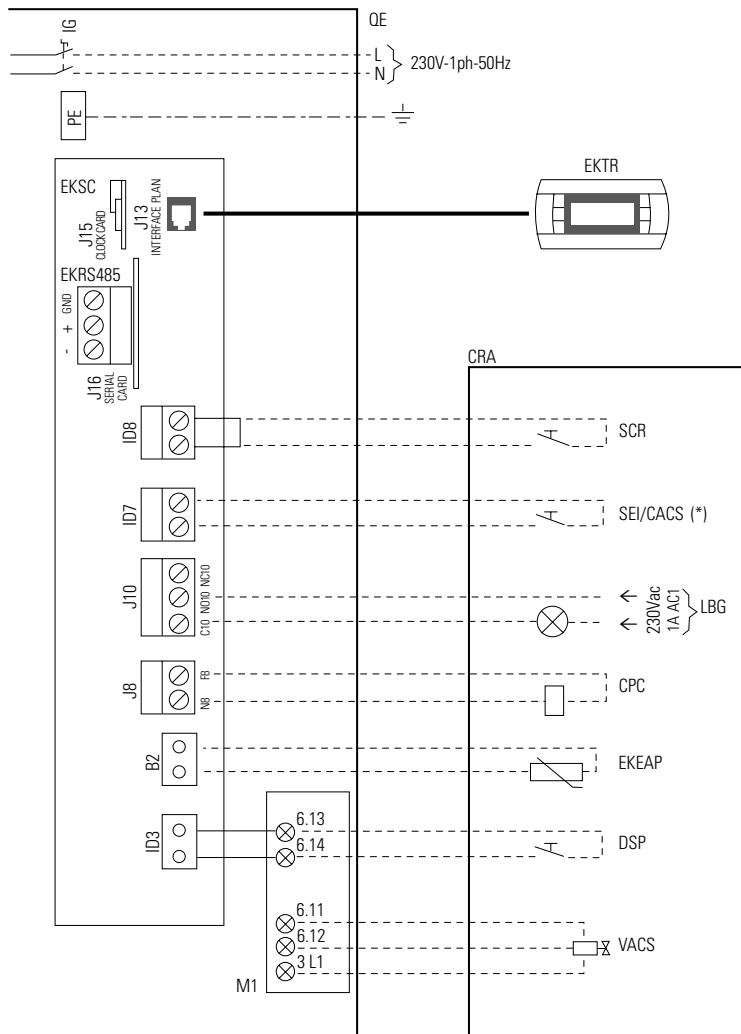 IG
QE
L
N
230V-1ph-50Hz
PE
EKTR
EKSC
J15
CLOCK CARD
J13
INTERFACE PLAN
EKRS485
- + GND
J16
SERIAL
CARD
CRA
ID8
SCR
ID7
SEI/CACS (*)
J10
C10 NO10 NC10
230Vac
1A AC1
LBG
J8
N8 F8
CPC
B2
EKEAP
ID3
6.13
6.14
DSP
6.11
6.12
3 L1
VACS
M1